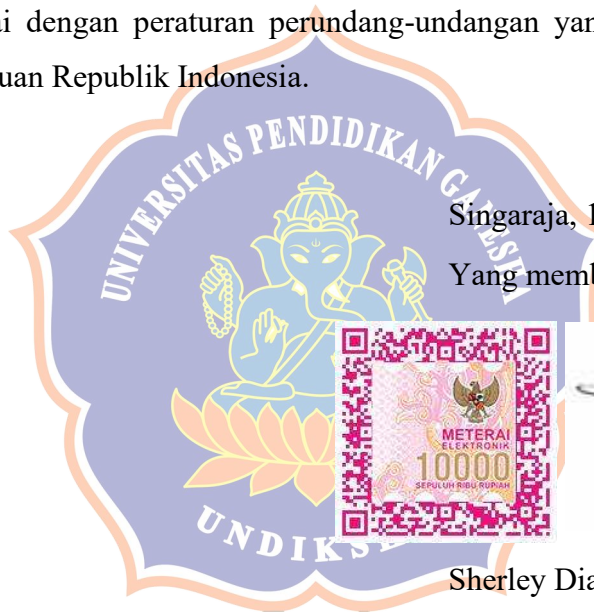 ai dengan peraturan perundang-undangan yan
uan Republik Indonesia.
UNIVERSITAS PENDIDIKAN GANESHA
Singaraja, 1
Yang memb
METERAI
ELEKTRONIK
10000
SEPULUH RIBU RUPIAH
UNDIKS
Sherley Dia